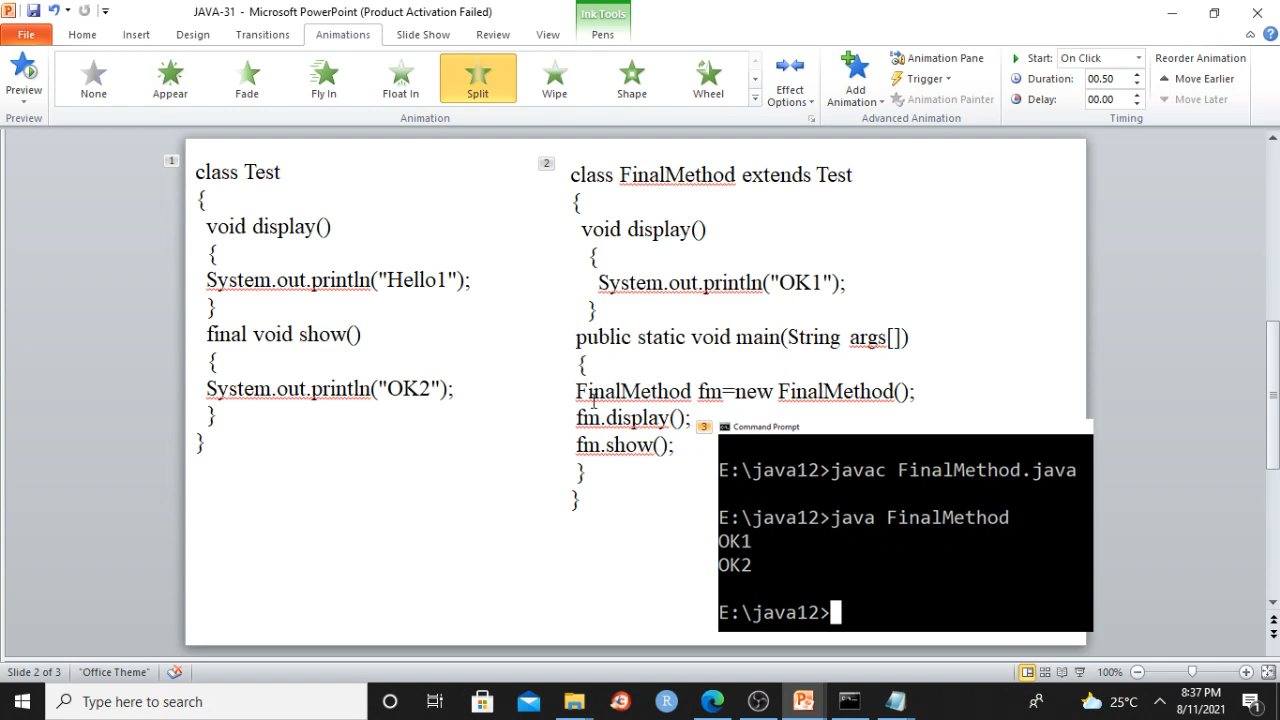 JAVA-31 - Microsoft PowerPoint (Product Activation Failed)
Ink Tools
File Home Insert Design Transitions Animations Slide Show Review View Pens
Preview
None Appear Fade Fly In Float In Split Wipe Shape Wheel
Effect Options
Add Animation
Animation Pane
Trigger
Animation Painter
Start: On Click
Duration: 00.50
Delay: 00.00
Reorder Animation
Move Earlier
Move Later
Preview Animation Advanced Animation Timing
1
class Test
{
void display()
{
System.out.println("Hello1");
}
final void show()
{
System.out.println("OK2");
}
}
2
class FinalMethod extends Test
{
void display()
{
System.out.println("OK1");
}
public static void main(String args[])
{
FinalMethod fm=new FinalMethod();
fm.display();
fm.show();
}
}
3
Command Prompt
E:\java12>javac FinalMethod.java
E:\java12>java FinalMethod
OK1
OK2
E:\java12>
Slide 2 of 3 "Office Theme" 100%
Type here to search
25°C
8:37 PM
8/11/2021
1